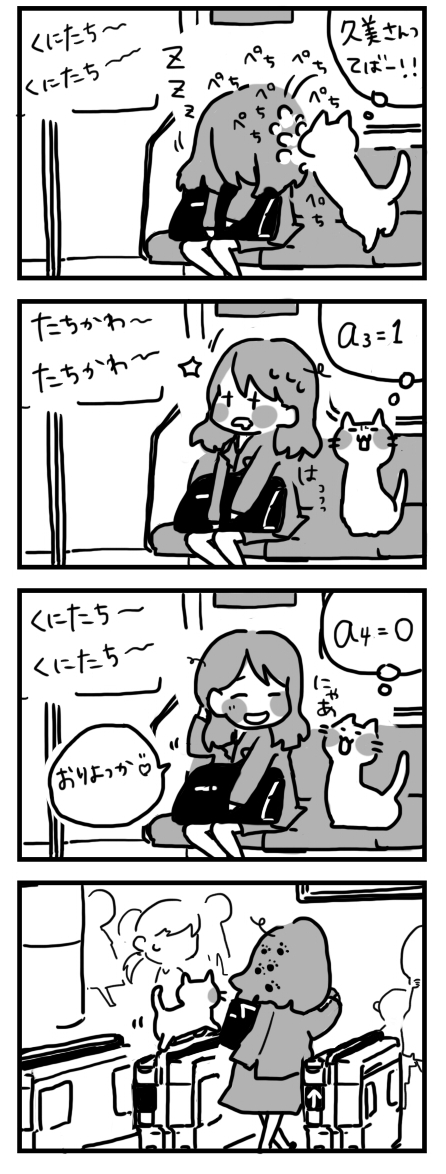 くにたち〜
くにたち〜
z
z
z
ぺち
ぺち
ぺち
ぺち
ぺち
ぺち
ぺち
ぺち
久美さんっ
てばー!!
たちかわ〜
たちかわ〜
はっっっ
a₃=1
くにたち〜
くにたち〜
おりよっか♡
にゃあ
a₄=0